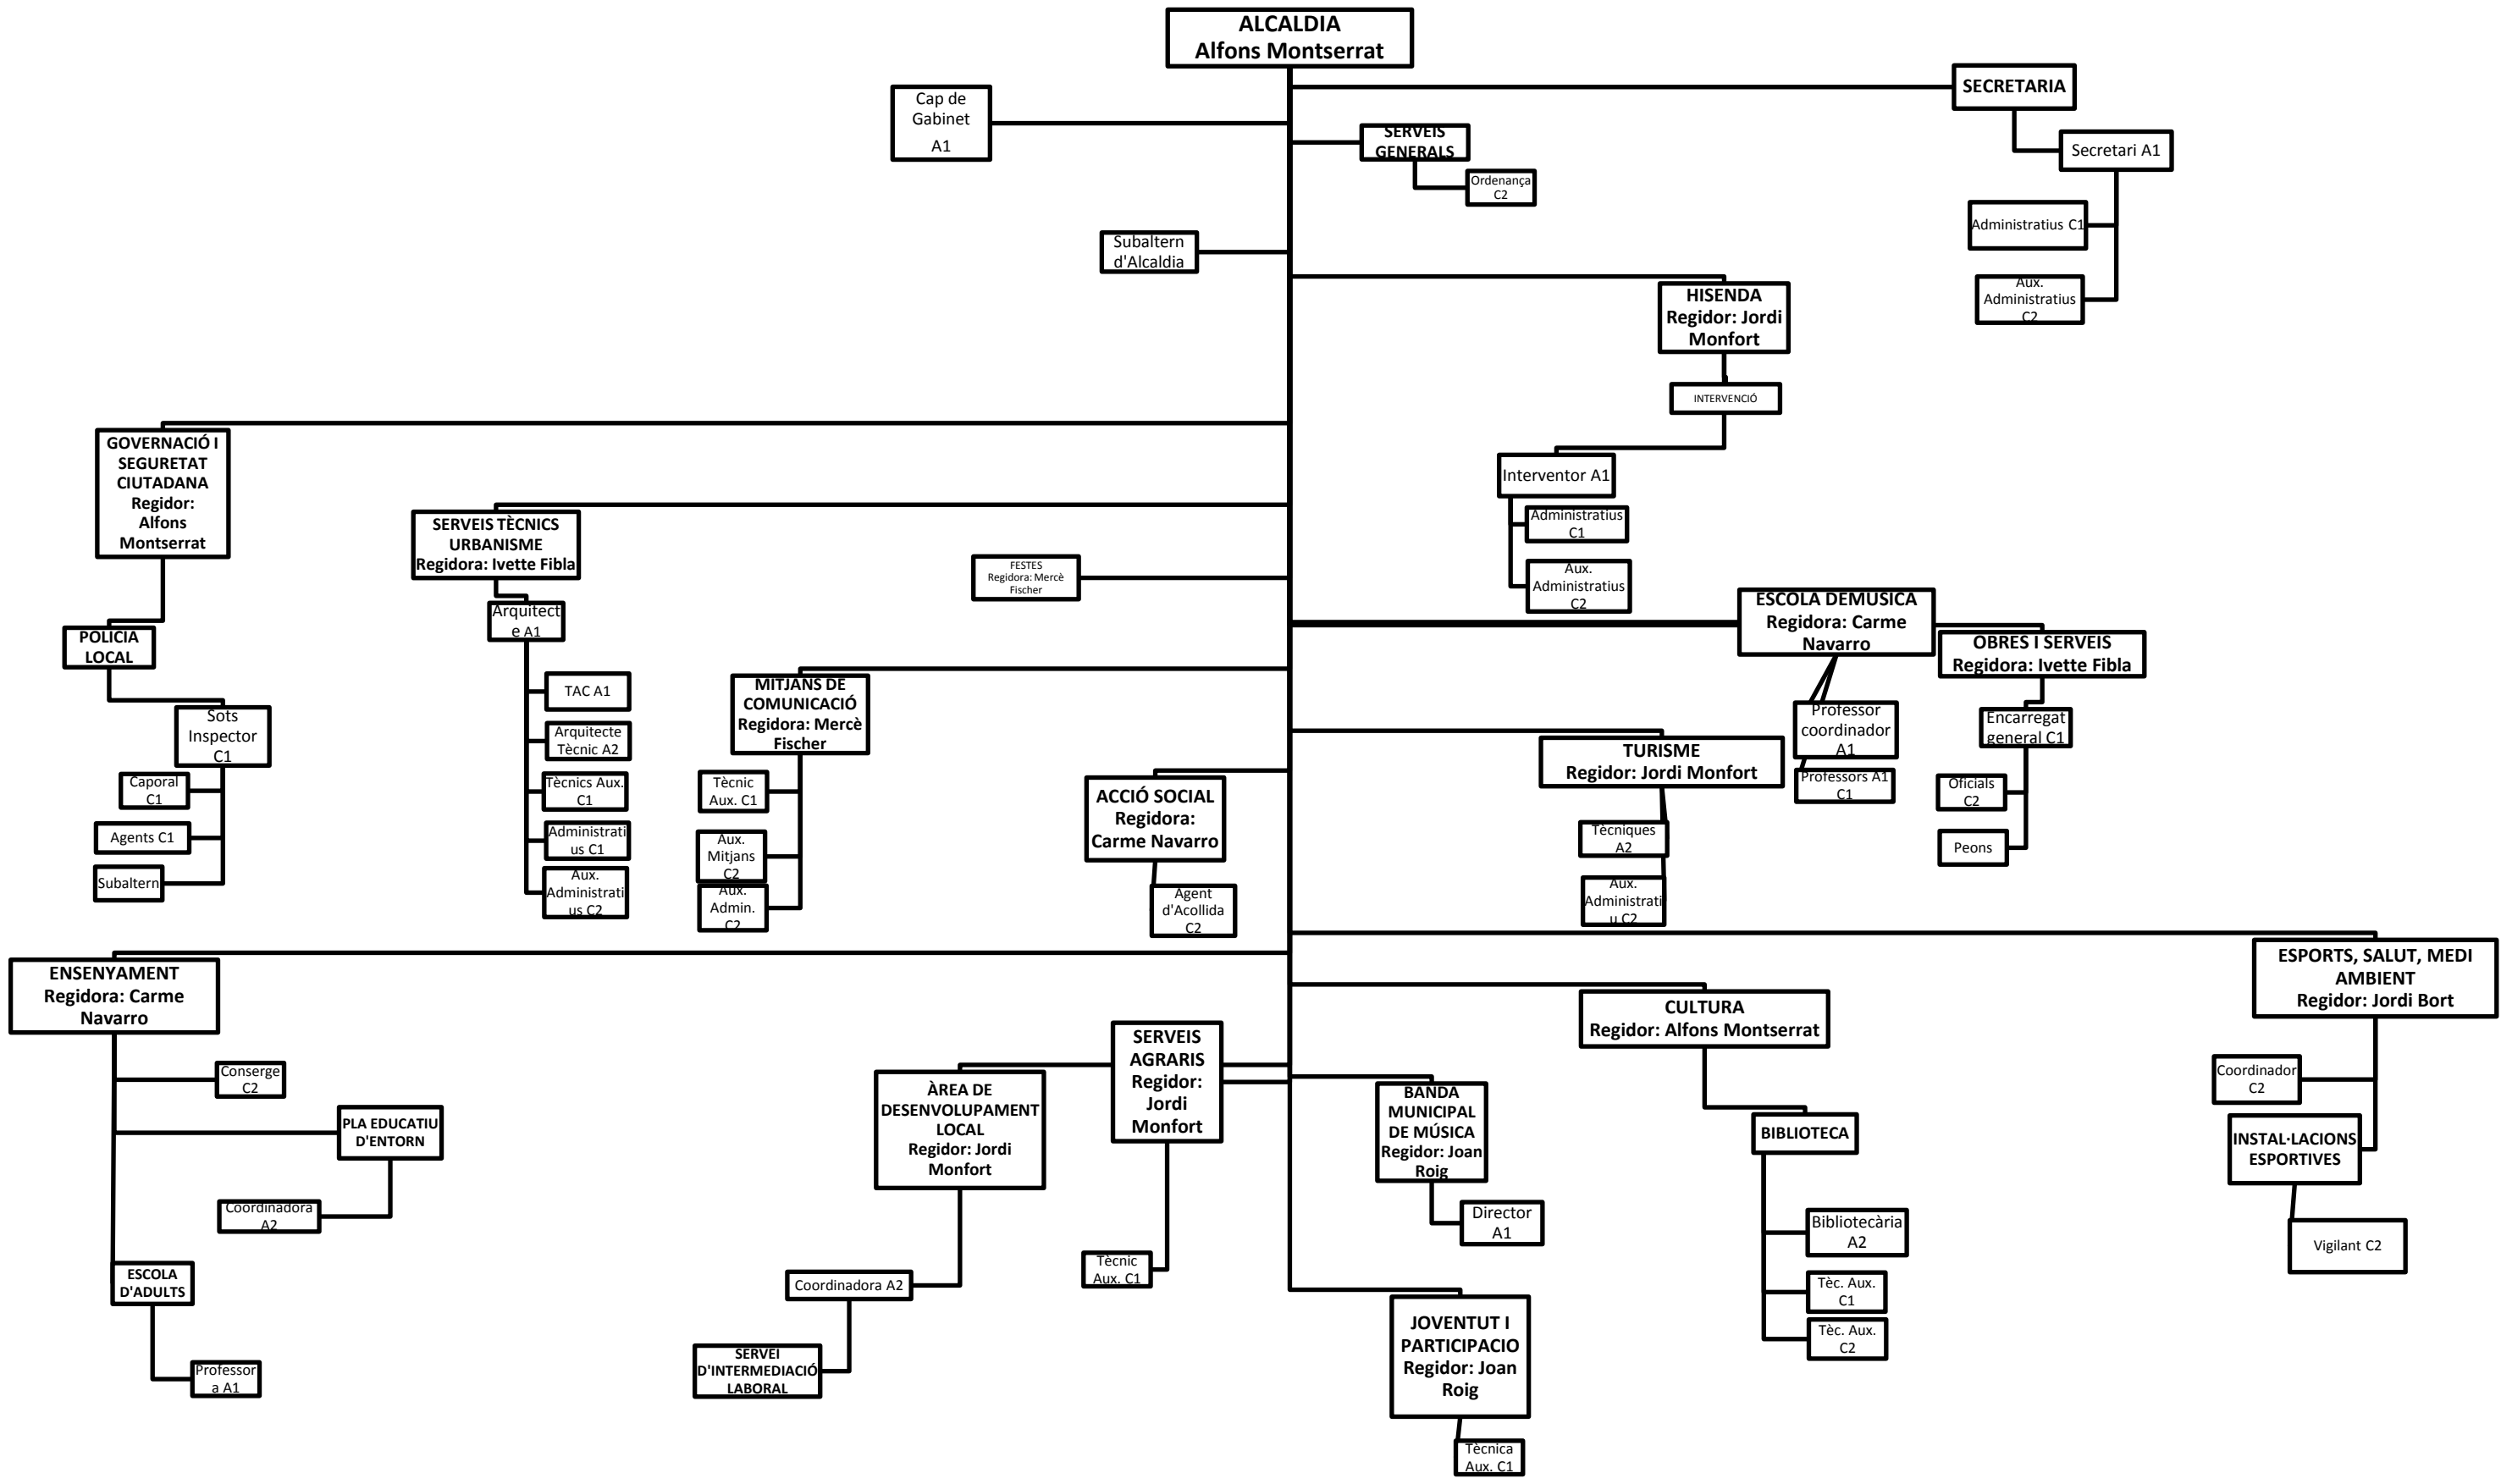 ALCALDIA
Alfons Montserrat
Cap de
Gabinet
A1
SECRETARIA
SERVEIS
GENERALS
Secretari A1
Ordenança
C2
Administratius C1
Subaltern
d'Alcaldia
Aux.
Administratius
C2
HISENDA
Regidor: Jordi
Monfort
INTERVENCIÓ
Interventor A1
Administratius
C1
Aux.
Administratius
C2
GOVERNACIÓ I
SEGURETAT
CIUTADANA
Regidor:
Alfons
Montserrat
SERVEIS TÈCNICS
URBANISME
Regidora: Ivette Fibla
FESTES
Regidora: Mercè
Fischer
ESCOLA DEMUSICA
Regidora: Carme
Navarro
OBRES I SERVEIS
Regidora: Ivette Fibla
POLICIA
LOCAL
Arquitect
e A1
Sots
Inspector
C1
Caporal
C1
Agents C1
Subaltern
TAC A1
Arquitecte
Tècnic A2
Tècnics Aux.
C1
Administrati
us C1
Aux.
Administrati
us C2
MITJANS DE
COMUNICACIÓ
Regidora: Mercè
Fischer
Tècnic
Aux. C1
Aux.
Mitjans
C2
Aux.
Admin.
C2
ACCIÓ SOCIAL
Regidora:
Carme Navarro
Agent
d'Acollida
C2
TURISME
Regidor: Jordi Monfort
Tècniques
A2
Aux.
Administrati
u C2
Professor
coordinador
A1
Professors A1
C1
Encarregat
general C1
Oficials
C2
Peons
ENSENYAMENT
Regidora: Carme
Navarro
Conserge
C2
PLA EDUCATIU
D'ENTORN
Coordinadora
A2
ESCOLA
D'ADULTS
Professor
a A1
ÀREA DE
DESENVOLUPAMENT
LOCAL
Regidor: Jordi
Monfort
Coordinadora A2
SERVEI
D'INTERMEDIACIÓ
LABORAL
SERVEIS
AGRARIS
Regidor:
Jordi
Monfort
Tècnic
Aux. C1
BANDA
MUNICIPAL
DE MÚSICA
Regidor: Joan
Roig
Director
A1
JOVENTUT I
PARTICIPACIO
Regidor: Joan
Roig
Tècnica
Aux. C1
CULTURA
Regidor: Alfons Montserrat
BIBLIOTECA
Bibliotecària
A2
Tèc. Aux.
C1
Tèc. Aux.
C2
ESPORTS, SALUT, MEDI
AMBIENT
Regidor: Jordi Bort
Coordinador
C2
INSTAL·LACIONS
ESPORTIVES
Vigilant C2